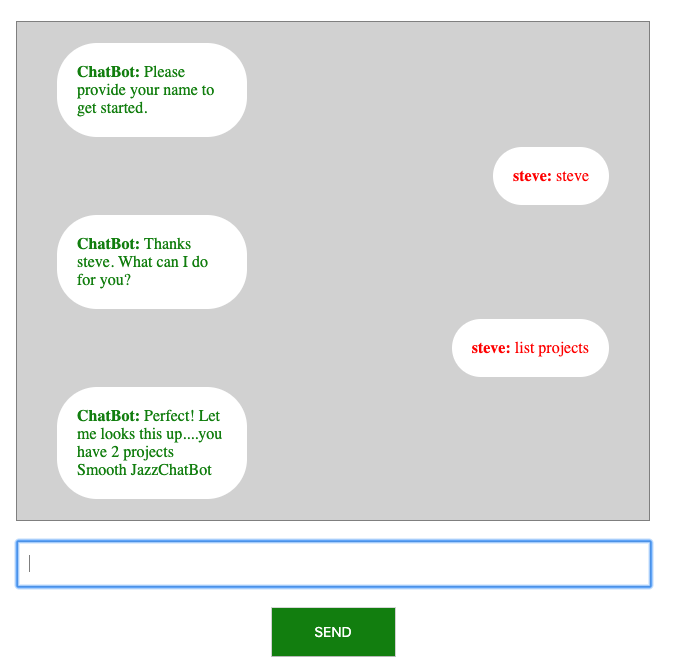 ChatBot: Please
provide your name to
get started.
steve: steve
ChatBot: Thanks
steve. What can I do
for you?
steve: list projects
ChatBot: Perfect! Let
me looks this up....you
have 2 projects
Smooth JazzChatBot
SEND